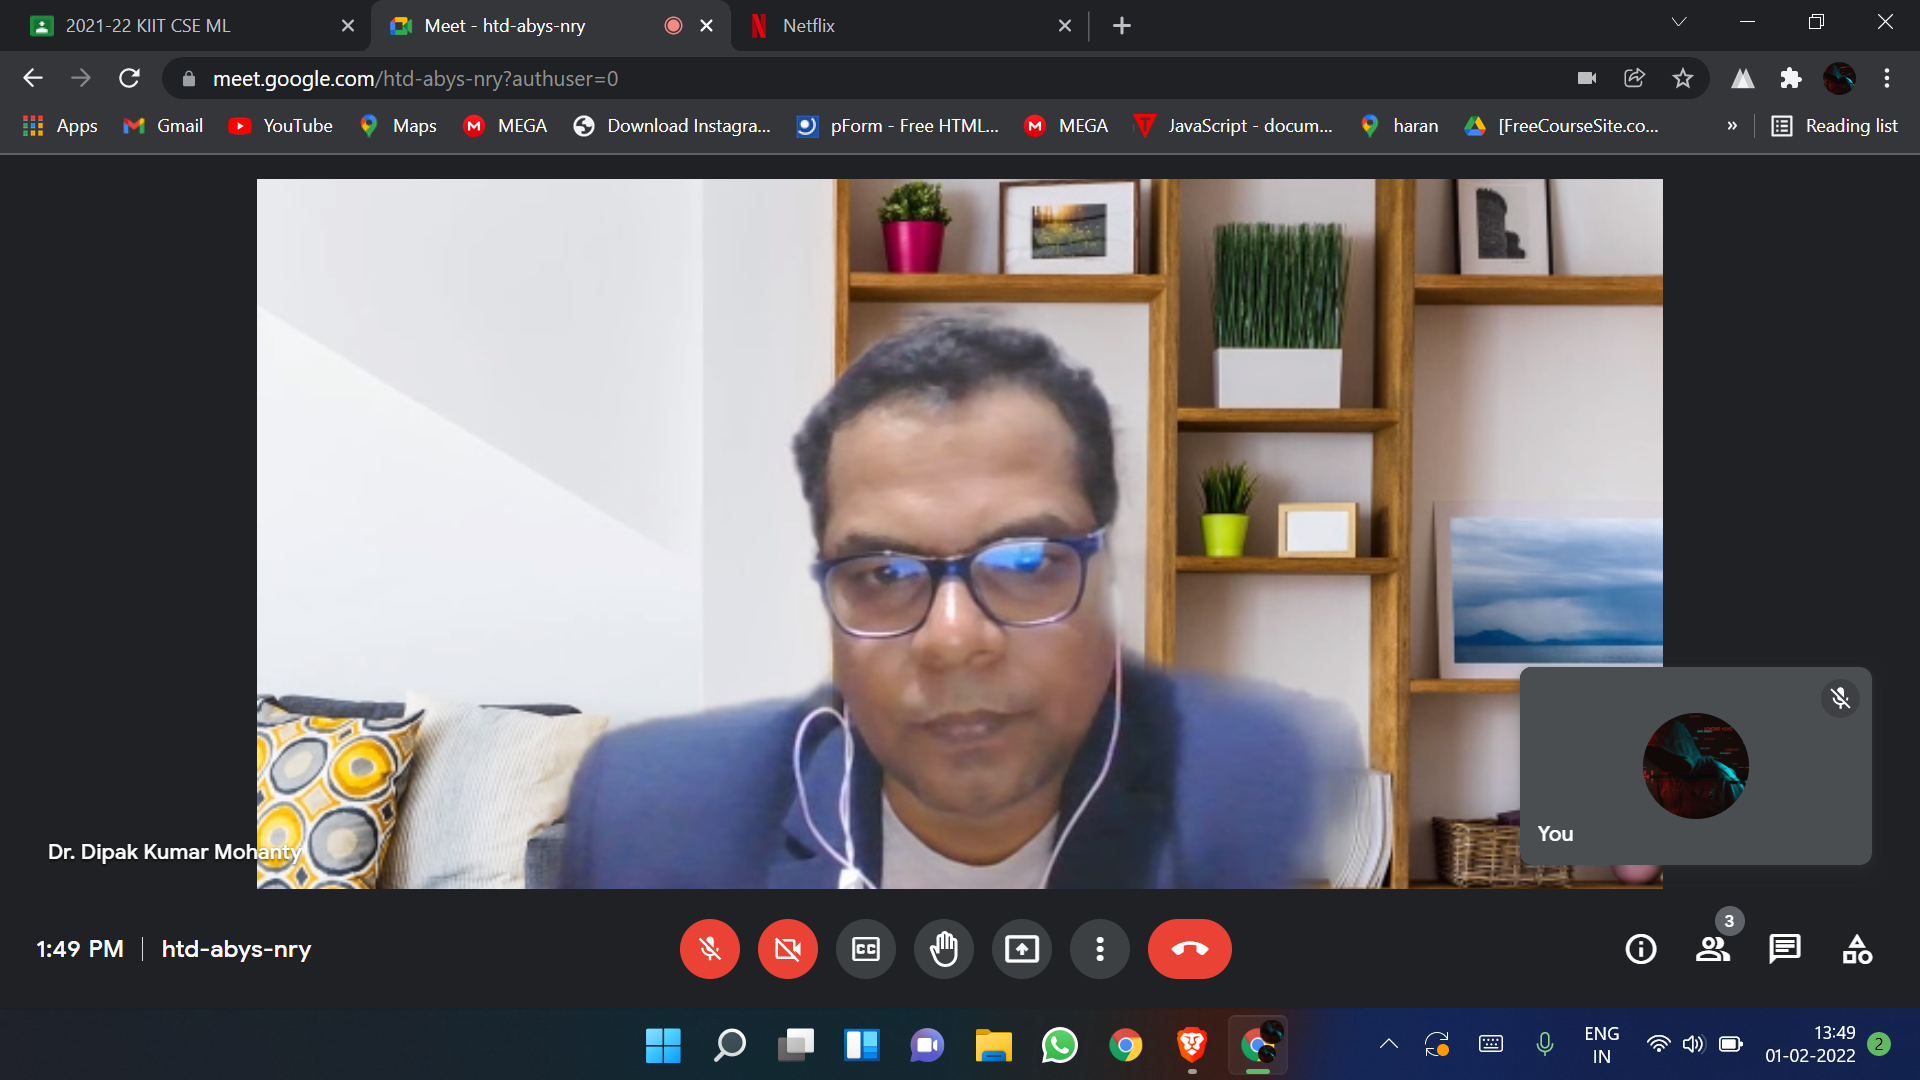 2021-22 KIIT CSE ML
Meet - htd-abys-nry
Netflix
meet.google.com/htd-abys-nry?authuser=0
Apps
Gmail
YouTube
Maps
MEGA
Download Instagra...
pForm - Free HTML...
MEGA
JavaScript - docum...
haran
[FreeCourseSite.co...
»
Reading list
You
Dr. Dipak Kumar Mohanty
1:49 PM
htd-abys-nry
CC
3
ENG
IN
13:49
01-02-2022
2